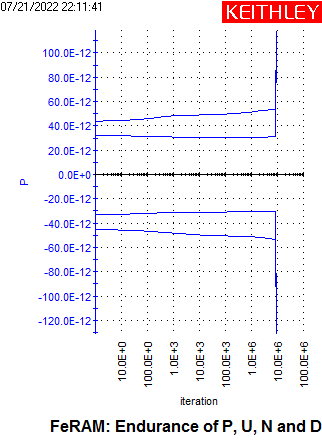 07/21/2022 22:11:41
KEITHLEY
100.0E-12
80.0E-12
60.0E-12
40.0E-12
20.0E-12
0.0E+0
-20.0E-12
-40.0E-12
-60.0E-12
-80.0E-12
-100.0E-12
-120.0E-12
P
10.0E+0
100.0E+0
1.0E+3
10.0E+3
100.0E+3
1.0E+6
10.0E+6
100.0E+6
iteration
FeRAM: Endurance of P, U, N and D